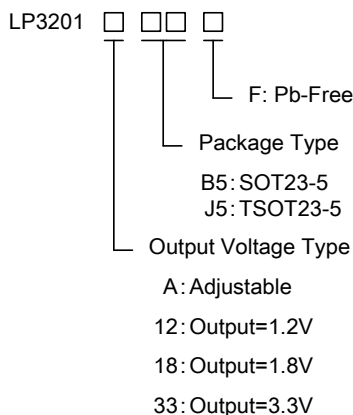 LP3201 □ □□ □
F: Pb-Free
Package Type
B5: SOT23-5
J5: TSOT23-5
Output Voltage Type
A: Adjustable
12: Output=1.2V
18: Output=1.8V
33: Output=3.3V